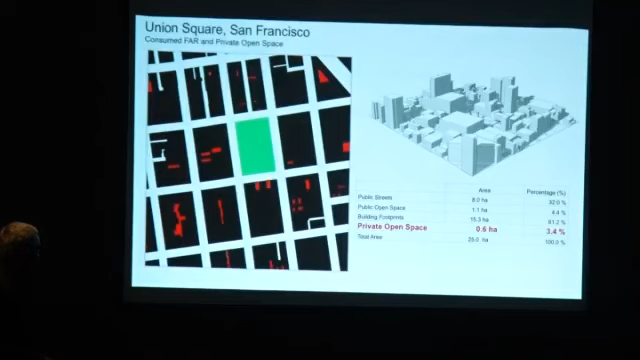 Union Square, San Francisco
Consumed FAR and Private Open Space
Area Percentage (%)
Public Streets 8.0 ha 32.0 %
Public Open Space 1.1 ha 4.4 %
Building Footprints 15.3 ha 61.2 %
Private Open Space 0.6 ha 3.4 %
Total Area 25.0 ha 100.0 %